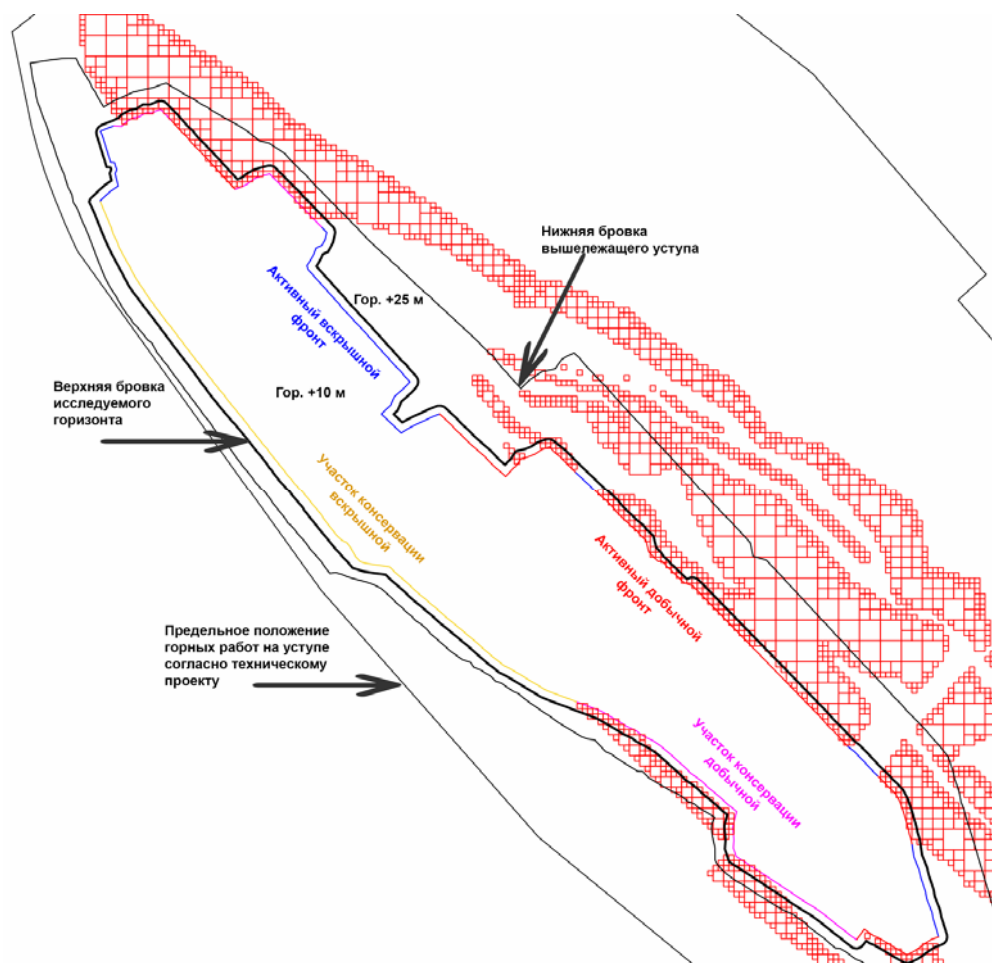 Нижняя бровка
вышележащего уступа
Активный вскрышной
фронт
Гор. +25 м
Верхняя бровка
исследуемого
горизонта
Гор. +10 м
Участок консервации
вскрышной
Активный добычной
фронт
Предельное положение
горных работ на уступе
согласно техническому
проекту
Участок консервации
добычной